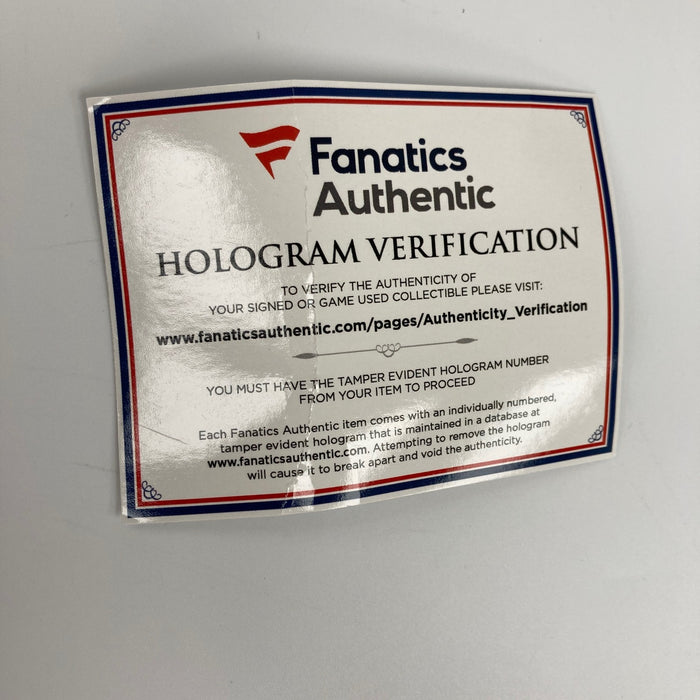 Fanatics
Authentic
HOLOGRAM VERIFICATION
TO VERIFY THE AUTHENTICITY OF
YOUR SIGNED OR GAME USED COLLECTIBLE PLEASE VISIT:
www.fanaticsauthentic.com/pages/Authenticity_Verification
YOU MUST HAVE THE TAMPER EVIDENT HOLOGRAM NUMBER
FROM YOUR ITEM TO PROCEED
Each Fanatics Authentic item comes with an individually numbered,
tamper evident hologram that is maintained in a database at
www.fanaticsauthentic.com. Attempting to remove the hologram
will cause it to break apart and void the authenticity.